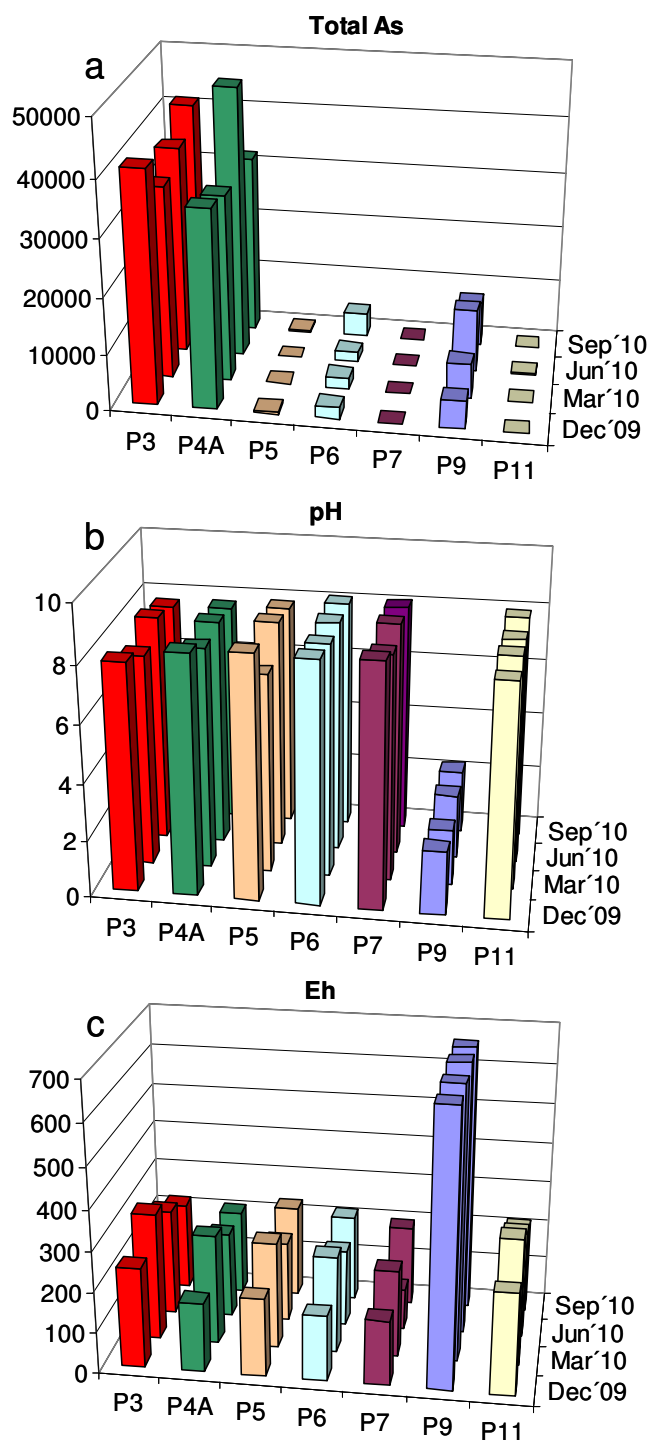 Total As
a
50000
40000
30000
20000
10000
0
Sep´10
Jun´10
Mar´10
Dec´09
P3 P4A P5 P6 P7 P9 P11
pH
b
10
8
6
4
2
0
Sep´10
Jun´10
Mar´10
Dec´09
P3 P4A P5 P6 P7 P9 P11
Eh
c
700
600
500
400
300
200
100
0
Sep´10
Jun´10
Mar´10
Dec´09
P3 P4A P5 P6 P7 P9 P11